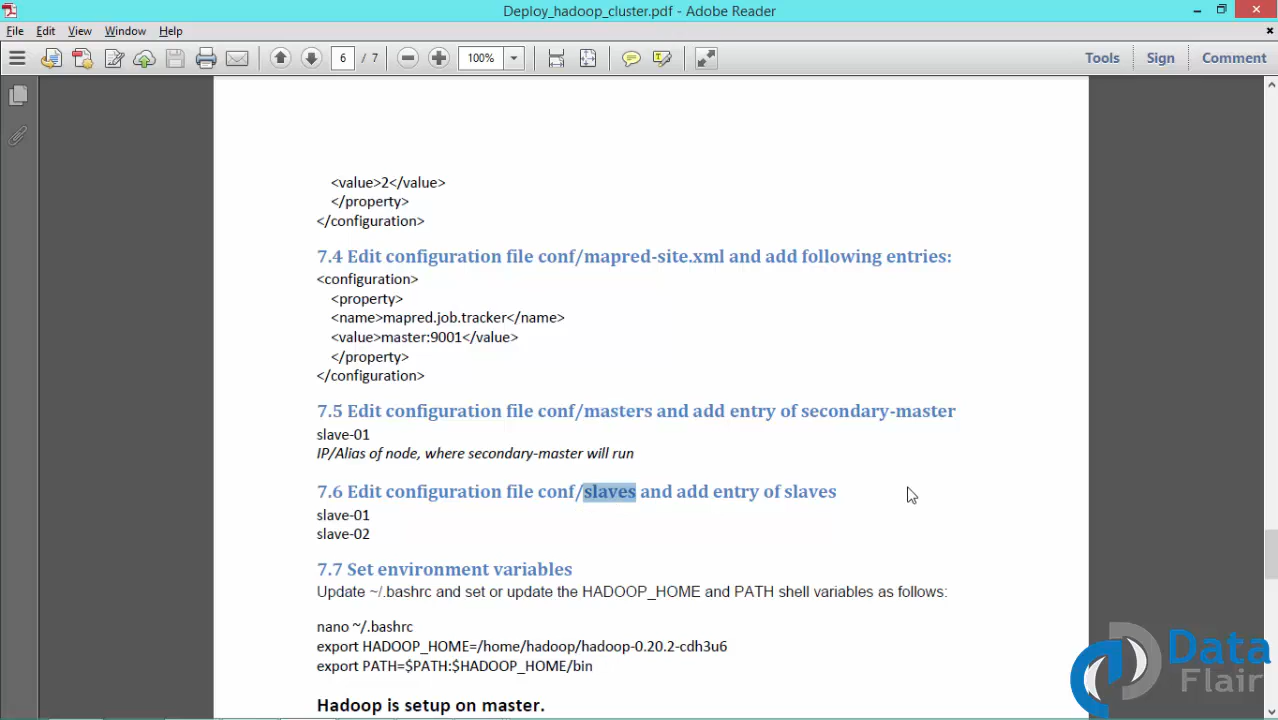 Deploy_hadoop_cluster.pdf - Adobe Reader
File Edit View Window Help
6 / 7 100% Tools Sign Comment
<value>2</value>
</property>
</configuration>
7.4 Edit configuration file conf/mapred-site.xml and add following entries:
<configuration>
<property>
<name>mapred.job.tracker</name>
<value>master:9001</value>
</property>
</configuration>
7.5 Edit configuration file conf/masters and add entry of secondary-master
slave-01
IP/Alias of node, where secondary-master will run
7.6 Edit configuration file conf/slaves and add entry of slaves
slave-01
slave-02
7.7 Set environment variables
Update ~/.bashrc and set or update the HADOOP_HOME and PATH shell variables as follows:
nano ~/.bashrc
export HADOOP_HOME=/home/hadoop/hadoop-0.20.2-cdh3u6
export PATH=$PATH:$HADOOP_HOME/bin
Hadoop is setup on master.
Data
Flair